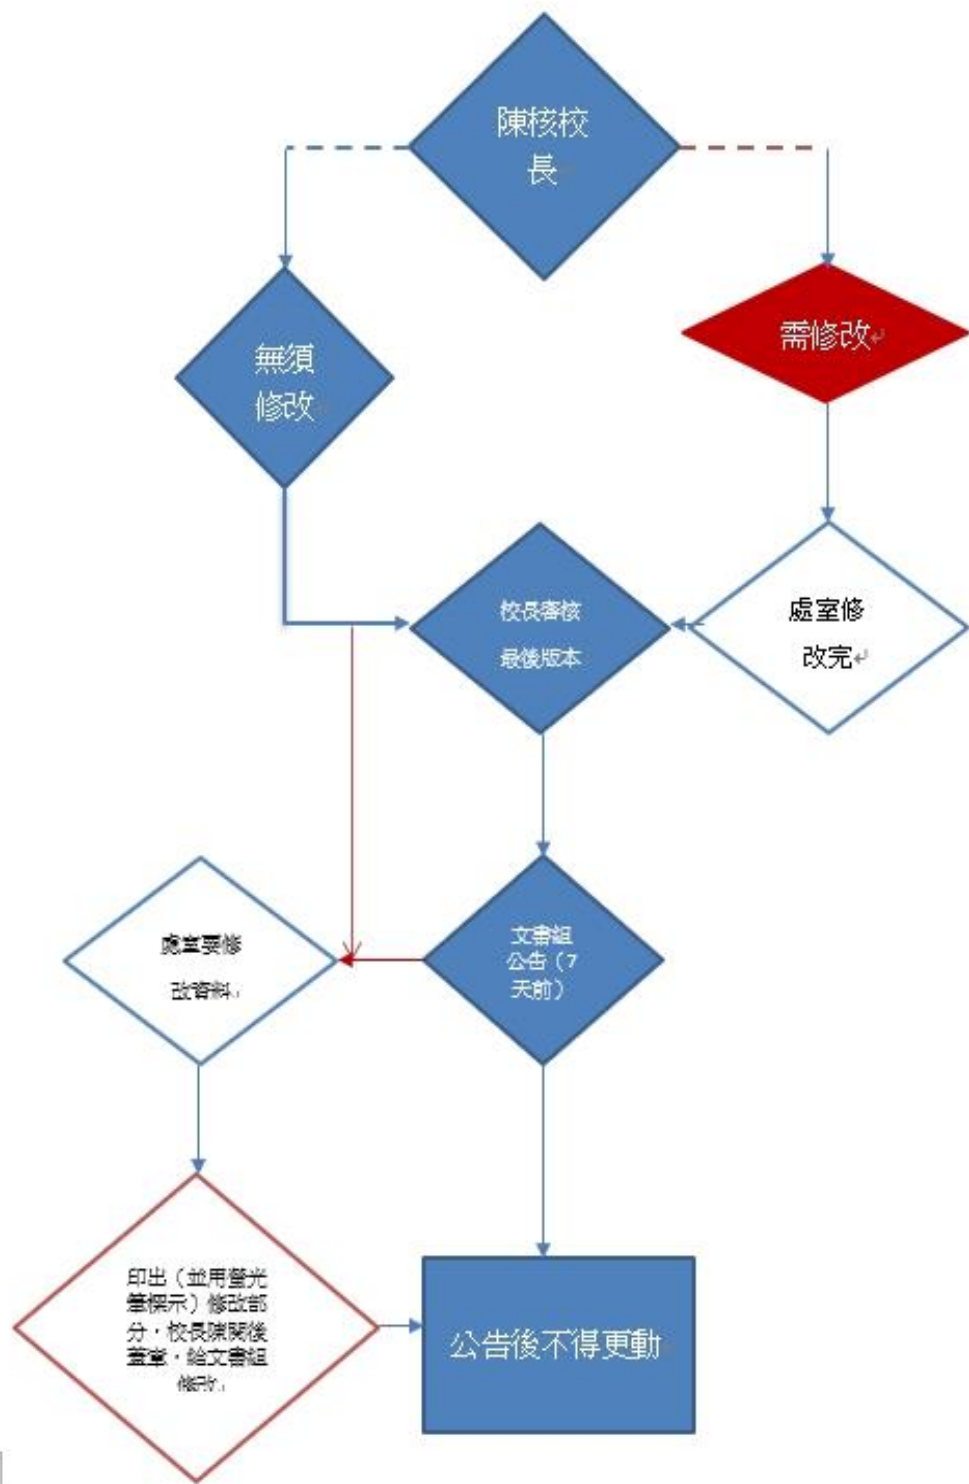 陳核校
長
無須
修改
需修改
校長審核
最後版本
處室修
改完
處室要修
改資料
文書組
公告（7
天前）
印出（並用螢光
筆標示）修改部
分，校長陳閱後
蓋章，給文書組
修改
公告後不得更動